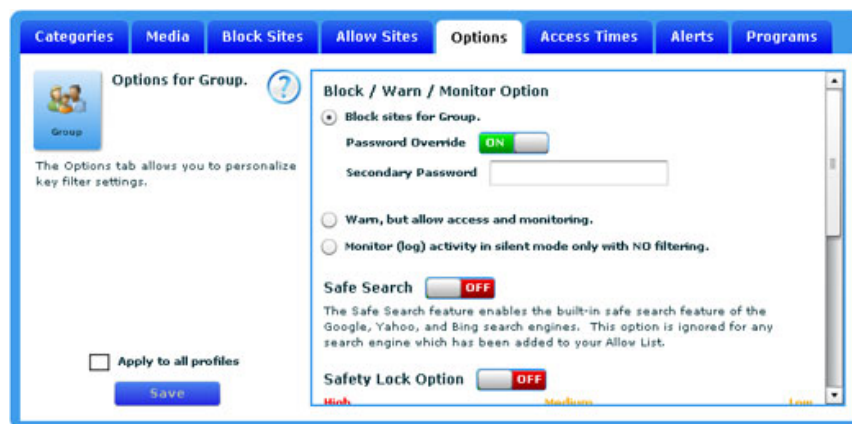 Categories
Media
Block Sites
Allow Sites
Options
Access Times
Alerts
Programs
Options for Group.
?
Group
The Options tab allows you to personalize
key filter settings.
Apply to all profiles
Save
Block / Warn / Monitor Option
Block sites for Group.
Password Override ON
Secondary Password
Warn, but allow access and monitoring.
Monitor (log) activity in silent mode only with NO filtering.
Safe Search OFF
The Safe Search feature enables the built-in safe search feature of the
Google, Yahoo, and Bing search engines. This option is ignored for any
search engine which has been added to your Allow List.
Safety Lock Option OFF
High Medium Low